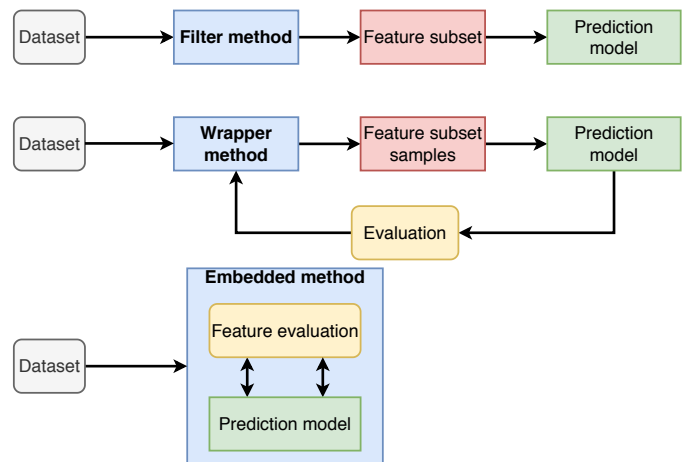 Dataset
Filter method
Feature subset
Prediction
model
Dataset
Wrapper
method
Feature subset
samples
Prediction
model
Evaluation
Embedded method
Feature evaluation
Dataset
Prediction model